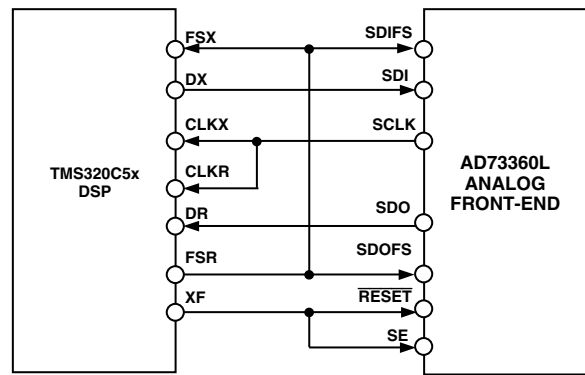 FSX
SDIFS
DX
SDI
CLKX
SCLK
TMS320C5x
DSP
CLKR
AD73360L
ANALOG
FRONT-END
DR
SDO
FSR
SDOFS
XF
RESET
SE